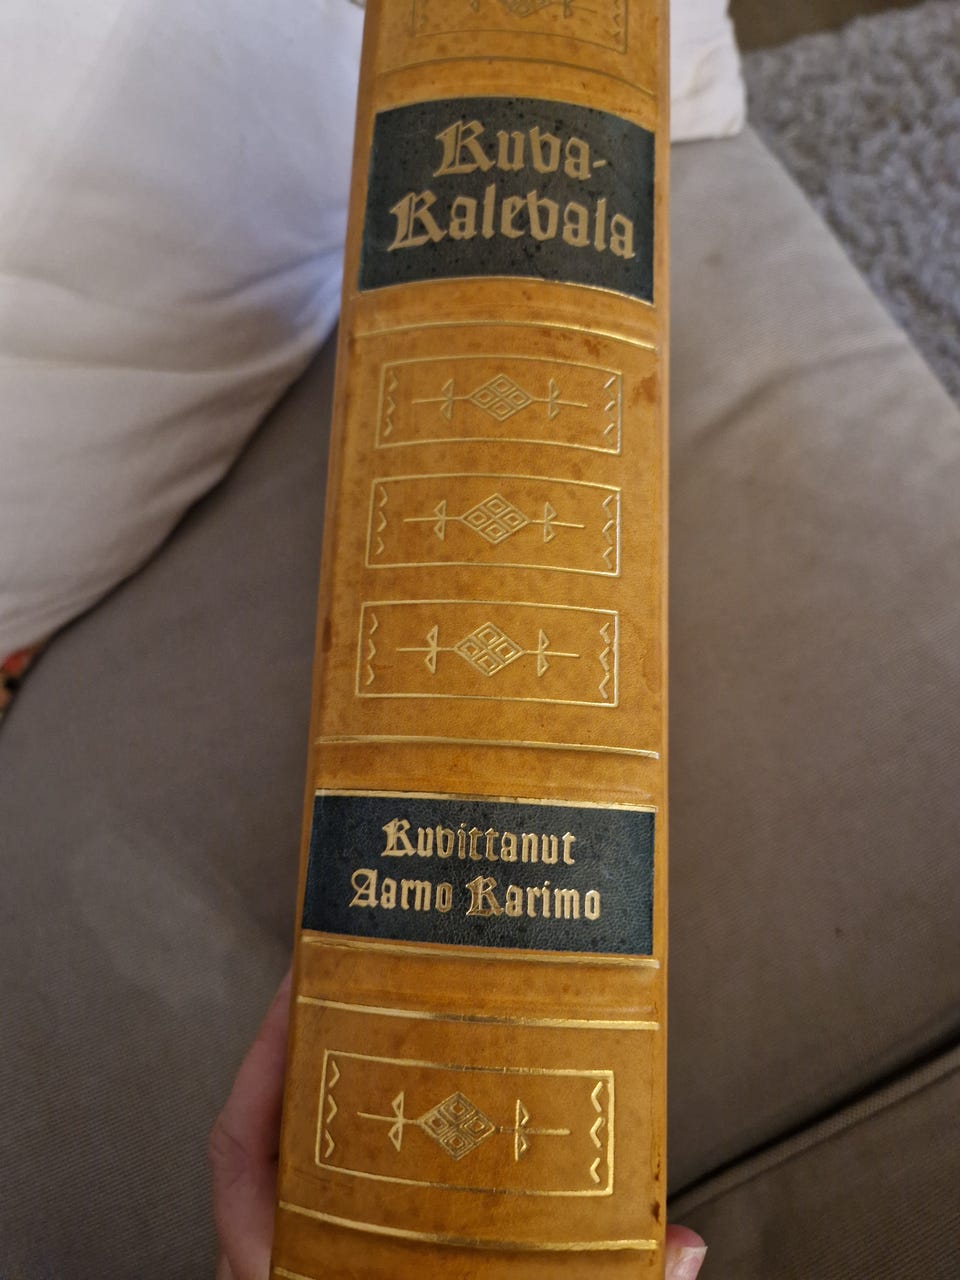 Kuva-
Kalevala
Kuvittanut
Aarno Karimo